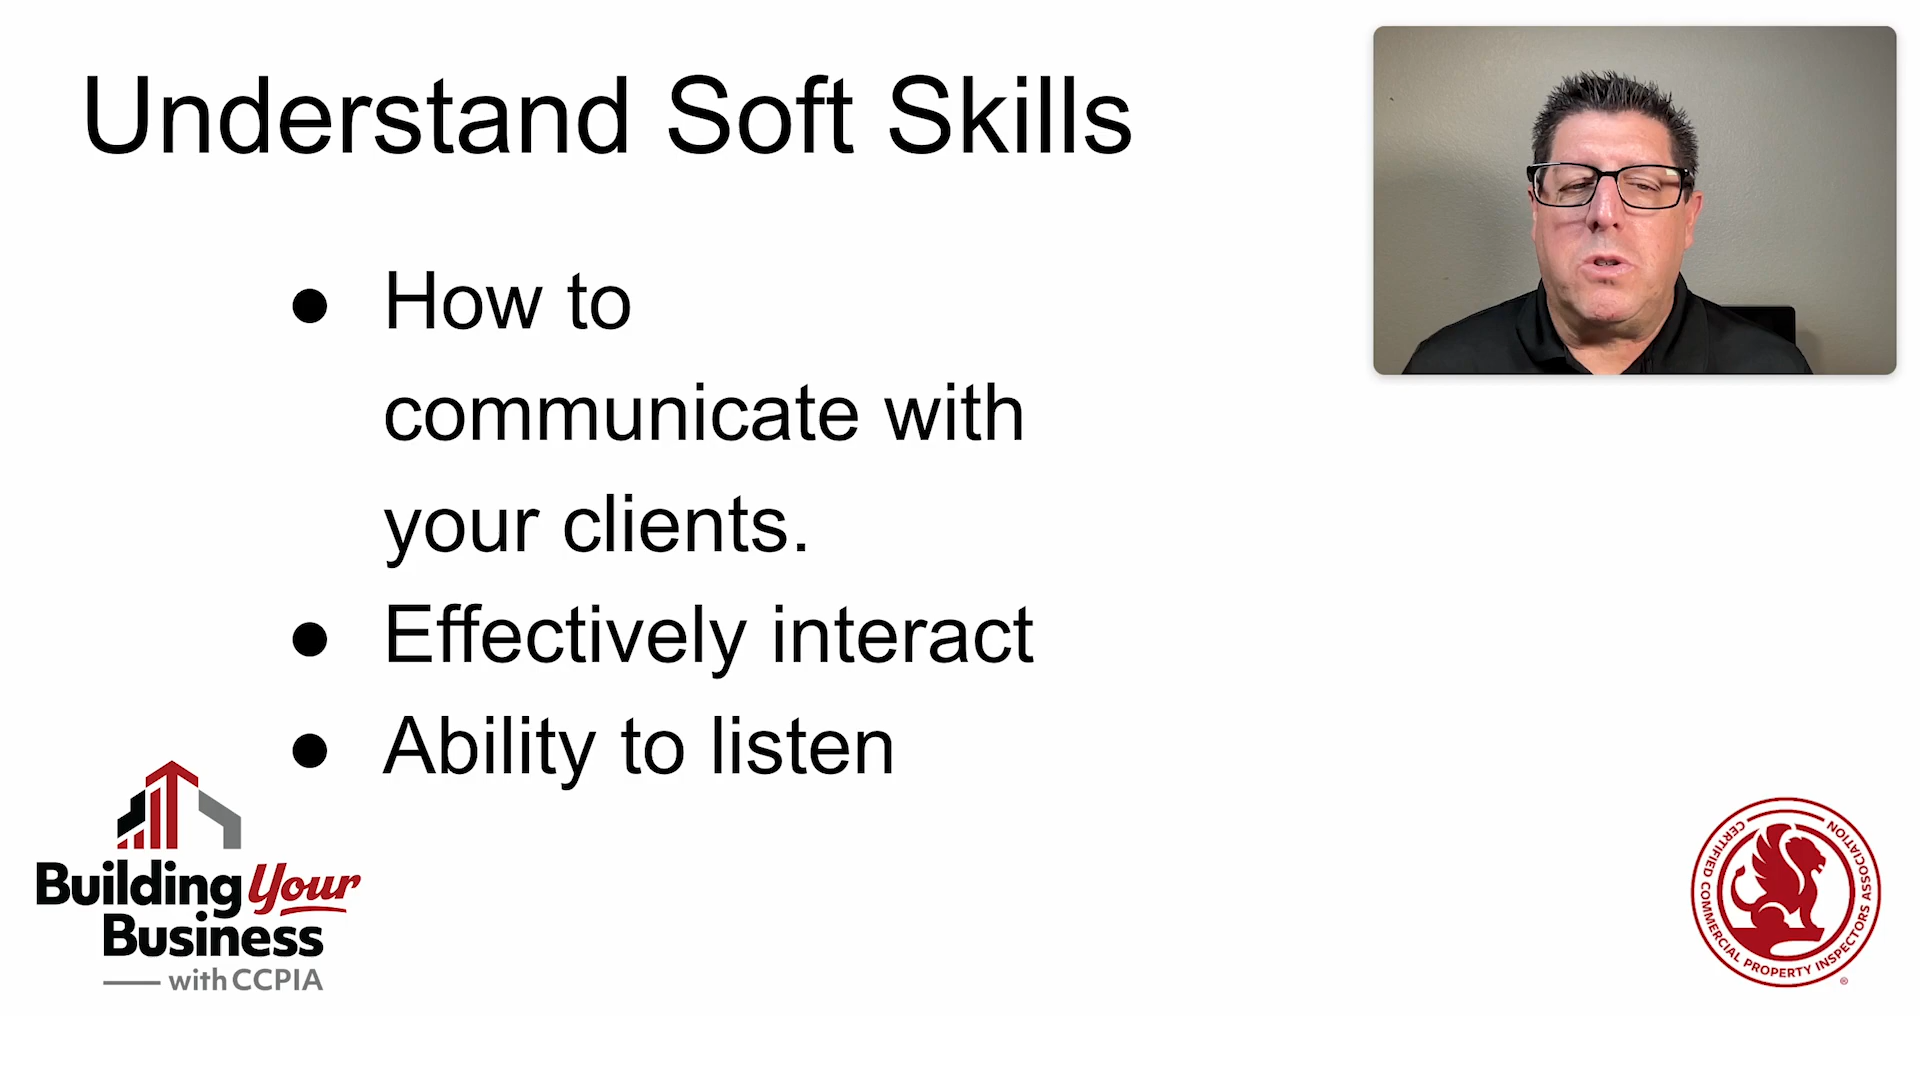 Understand Soft Skills
● How to
communicate with
your clients.
● Effectively interact
● Ability to listen
Building Your
Business
with CCPIA
CERTIFIED COMMERCIAL PROPERTY INSPECTORS ASSOCIATION
®